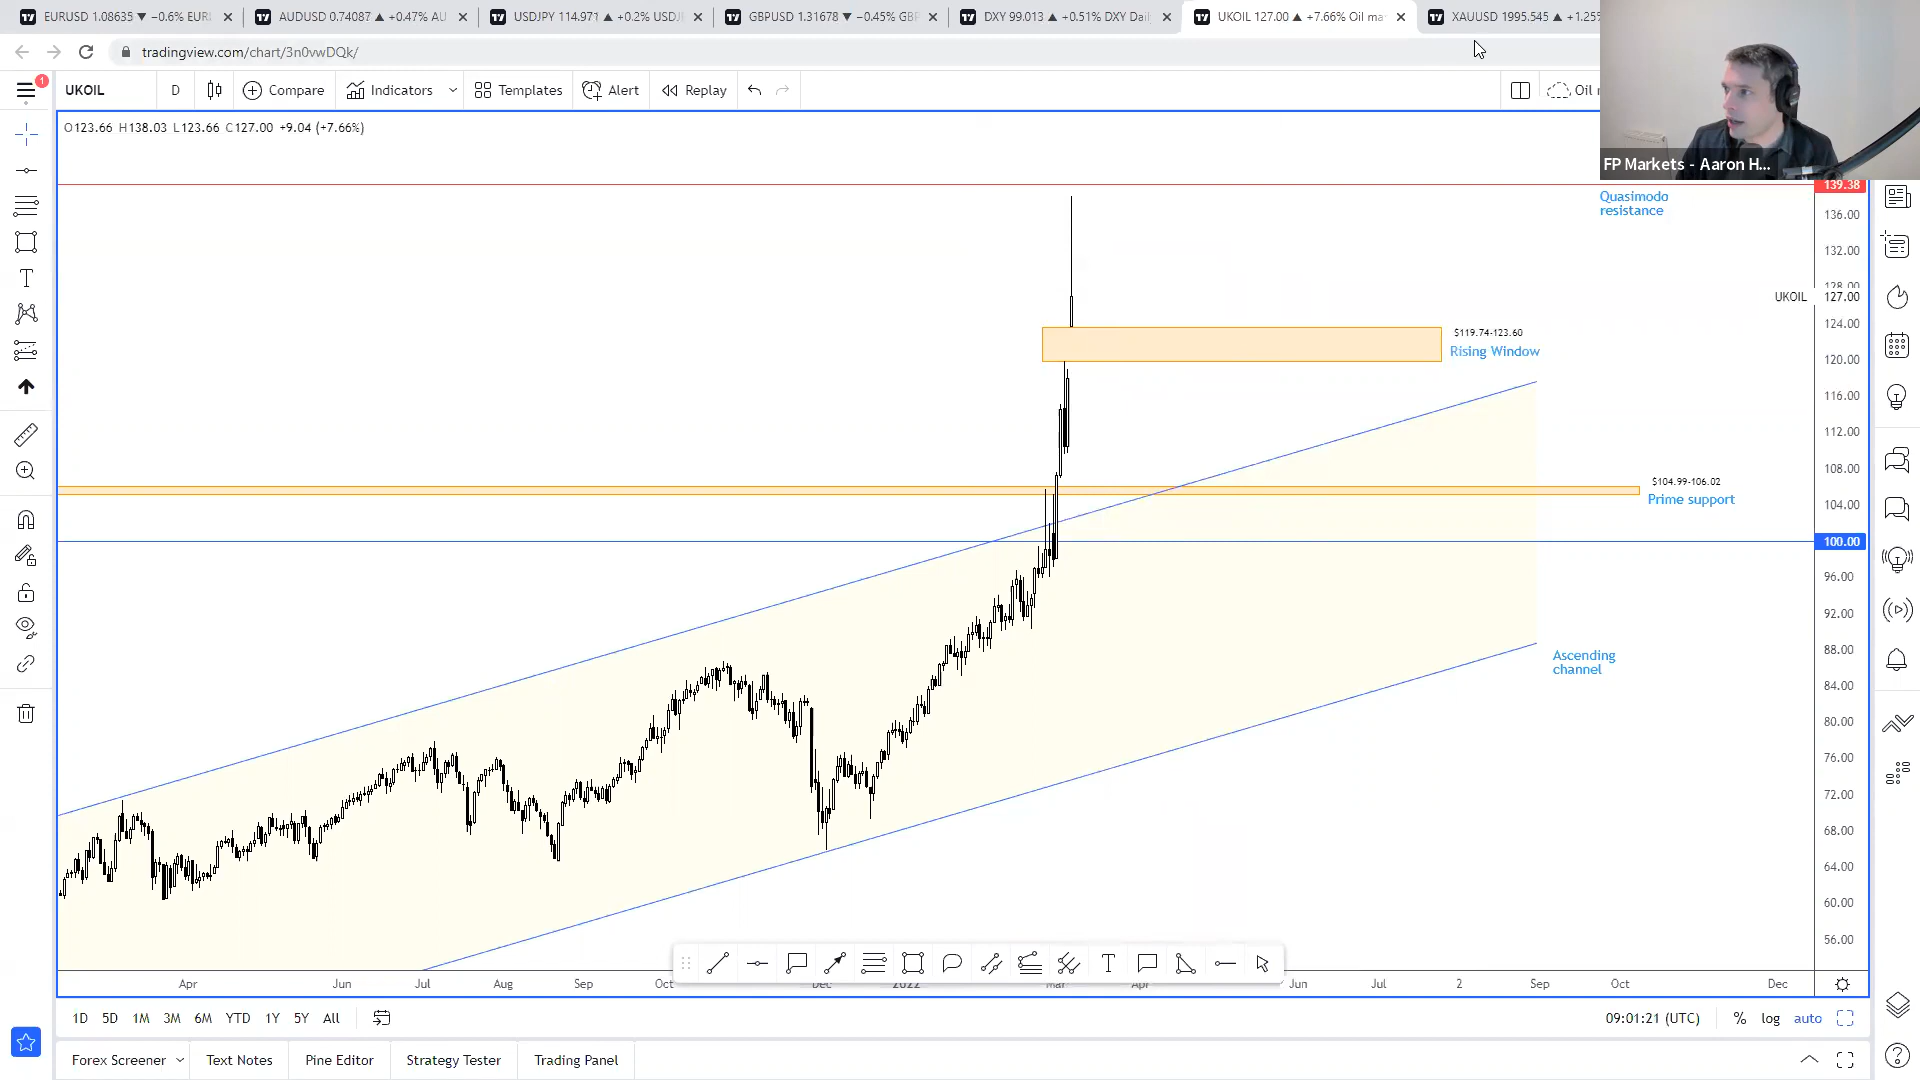 EURUSD 1.08635 ▼ −0.6% EUR
AUDUSD 0.74087 ▲ +0.47% AU
USDJPY 114.971 ▲ +0.2% USDJ
GBPUSD 1.31678 ▼ −0.45% GBP
DXY 99.013 ▲ +0.51% DXY Dail
UKOIL 127.00 ▲ +7.66% Oil ma
XAUUSD 1995.545 ▲ +1.25%
tradingview.com/chart/3n0vwDQk/
1
UKOIL
D
Compare
Indicators
Templates
Alert
Replay
Oil
O123.66 H138.03 L123.66 C127.00 +9.04 (+7.66%)
FP Markets - Aaron H...
139.38
Quasimodo
resistance
136.00
132.00
128.00
UKOIL 127.00
124.00
$119.74-123.60
Rising Window
120.00
116.00
112.00
108.00
$104.99-106.02
Prime support
104.00
100.00
96.00
92.00
88.00
Ascending
channel
84.00
80.00
76.00
72.00
68.00
64.00
60.00
56.00
Apr
Jun
Jul
Aug
Sep
Oct
Dec
2022
Mar
Apr
Jun
Jul
2
Sep
Oct
Dec
1D 5D 1M 3M 6M YTD 1Y 5Y All
09:01:21 (UTC)
% log auto
Forex Screener
Text Notes
Pine Editor
Strategy Tester
Trading Panel